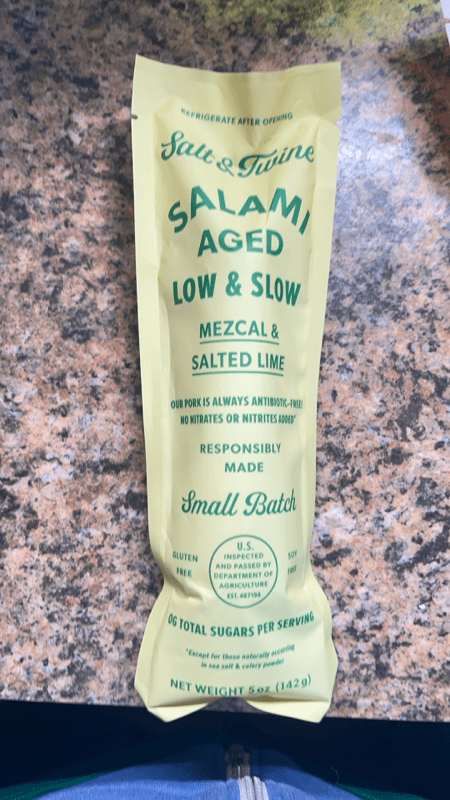 REFRIGERATE AFTER OPENING
Salt & Twine
SALAMI
AGED
LOW & SLOW
MEZCAL &
SALTED LIME
OUR PORK IS ALWAYS ANTIBIOTIC-FREE!
NO NITRATES OR NITRITES ADDED*
RESPONSIBLY
MADE
Small Batch
GLUTEN
FREE
U.S.
INSPECTED
AND PASSED BY
DEPARTMENT OF
AGRICULTURE
EST. 46719A
SOY
FREE
0G TOTAL SUGARS PER SERVING
*Except for those naturally occuring
in sea salt & celery powder
NET WEIGHT 5 oz (142g)